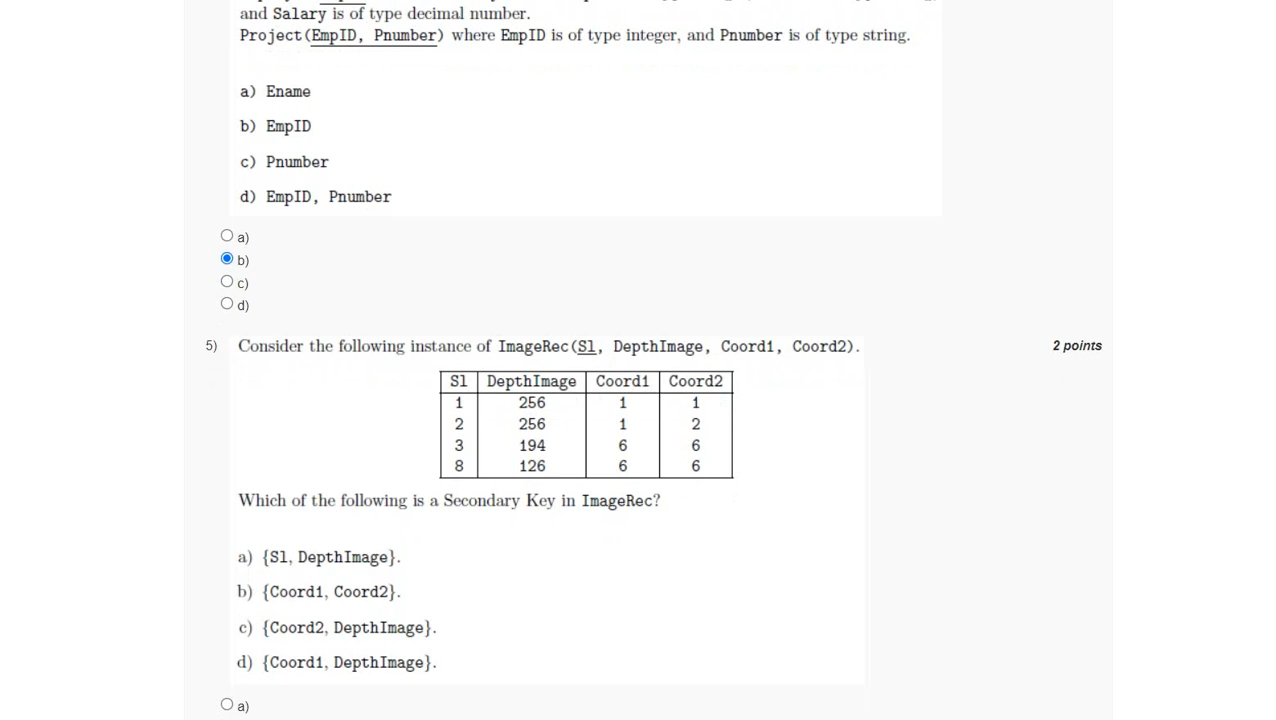 and Salary is of type decimal number.
Project(EmpID, Pnumber) where EmpID is of type integer, and Pnumber is of type string.
a) Ename
b) EmpID
c) Pnumber
d) EmpID, Pnumber
a)
b)
c)
d)
5) Consider the following instance of ImageRec(Sl, DepthImage, Coord1, Coord2). 2 points
Sl DepthImage Coord1 Coord2
1 256 1 1
2 256 1 2
3 194 6 6
8 126 6 6
Which of the following is a Secondary Key in ImageRec?
a) {Sl, DepthImage}.
b) {Coord1, Coord2}.
c) {Coord2, DepthImage}.
d) {Coord1, DepthImage}.
a)